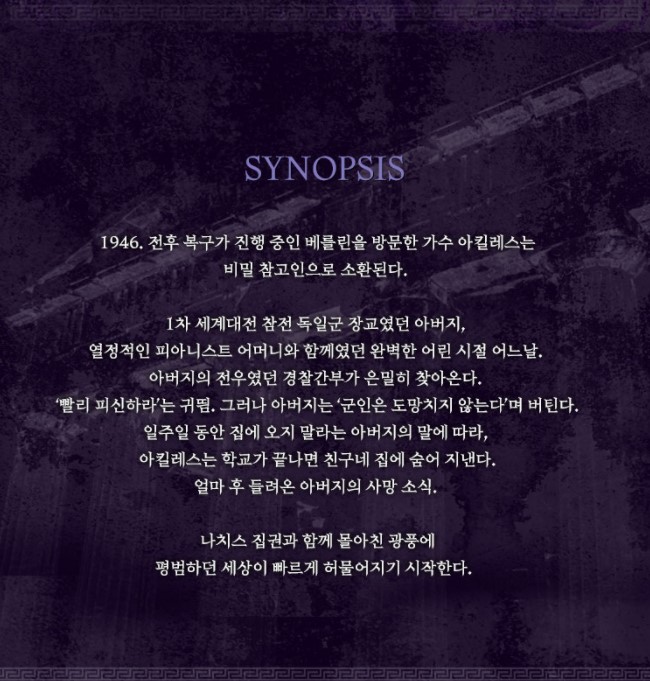 SYNOPSIS
1946. 전후 복구가 진행 중인 베를린을 방문한 가수 아킬레스는
비밀 참고인으로 소환된다.
1차 세계대전 참전 독일군 장교였던 아버지,
열정적인 피아니스트 어머니와 함께였던 완벽한 어린 시절 어느날.
아버지의 전우였던 경찰간부가 은밀히 찾아온다.
‘빨리 피신하라’는 귀띔. 그러나 아버지는 ‘군인은 도망치지 않는다’며 버틴다.
일주일 동안 집에 오지 말라는 아버지의 말에 따라,
아킬레스는 학교가 끝나면 친구네 집에 숨어 지낸다.
얼마 후 들려온 아버지의 사망 소식.
나치스 집권과 함께 몰아친 광풍에
평범하던 세상이 빠르게 허물어지기 시작한다.